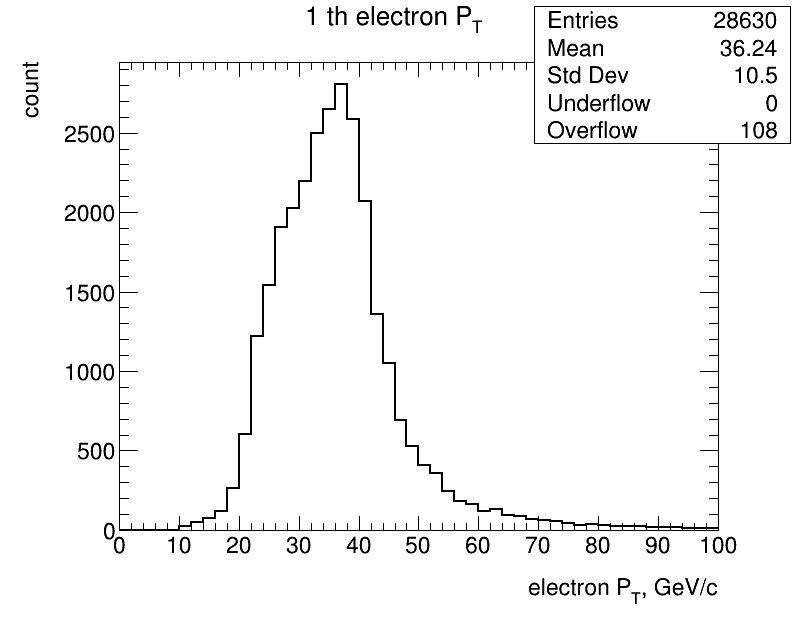 1 th electron P_T
Entries 28630
Mean 36.24
Std Dev 10.5
Underflow 0
Overflow 108
count
2500
2000
1500
1000
500
0
0 10 20 30 40 50 60 70 80 90 100
electron P_T, GeV/c